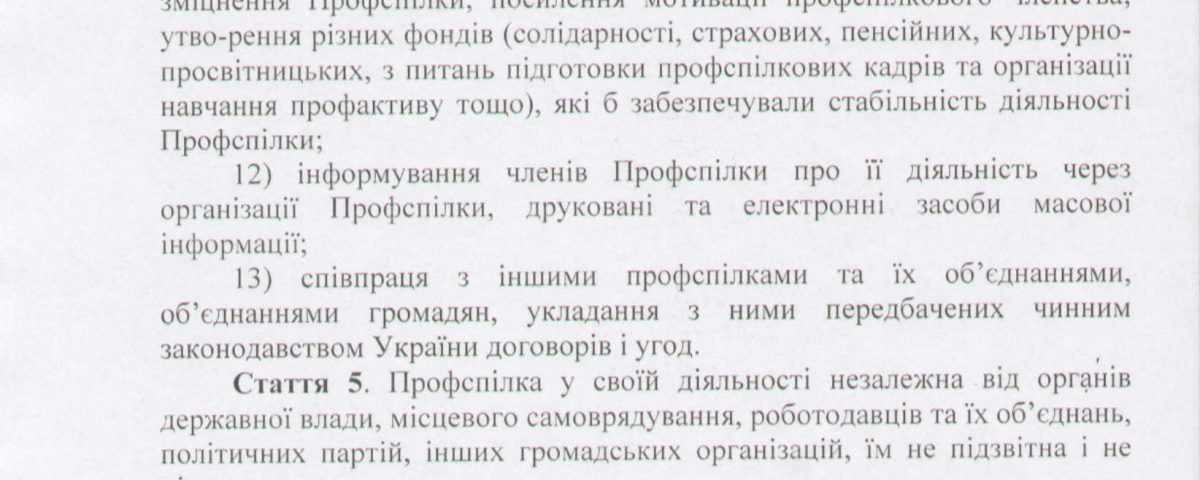 зміцнення Профспілки, посилення мотивації профспілкового членства,
утво-рення різних фондів (солідарності, страхових, пенсійних, культурно-
просвітницьких, з питань підготовки профспілкових кадрів та організації
навчання профактиву тощо), які б забезпечували стабільність діяльності
Профспілки;
12) інформування членів Профспілки про її діяльність через
організації Профспілки, друковані та електронні засоби масової
інформації;
13) співпраця з іншими профспілками та їх об’єднаннями,
об’єднаннями громадян, укладання з ними передбачених чинним
законодавством України договорів і угод.
Стаття 5. Профспілка у своїй діяльності незалежна від органів
державної влади, місцевого самоврядування, роботодавців та їх об’єднань,
політичних партій, інших громадських організацій, їм не підзвітна і не